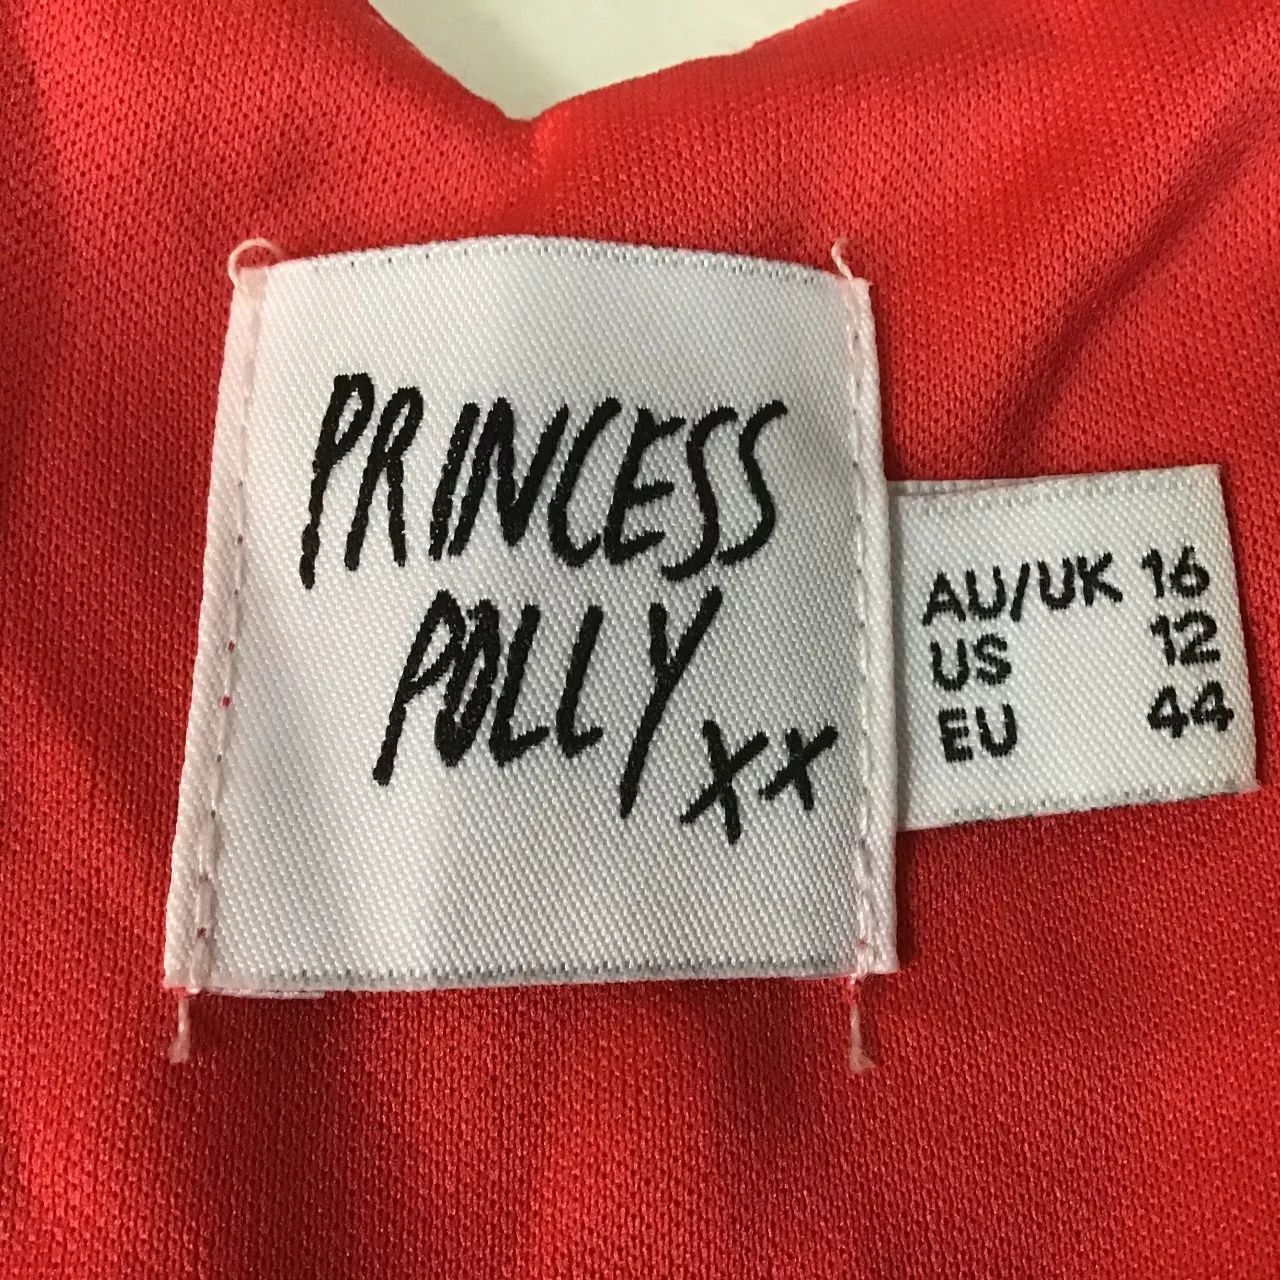 PRINCESS
POLLY
xx
AU/UK 16
US 12
EU 44